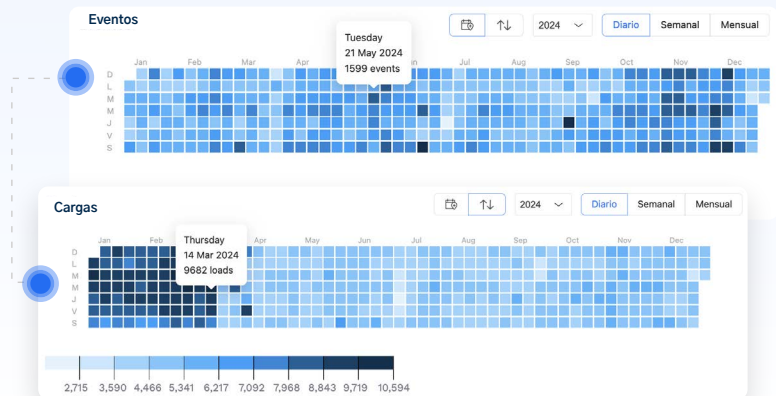 Eventos
2024
Diario Semanal Mensual
Tuesday
21 May 2024
1599 events
Jan Feb Mar Apr Jul Aug Sep Oct Nov Dec
D
L
M
M
J
V
S
Cargas
2024
Diario Semanal Mensual
Thursday
14 Mar 2024
9682 loads
Jan Feb Apr May Jun Jul Aug Sep Oct Nov Dec
D
L
M
M
J
V
S
2,715 3,590 4,466 5,341 6,217 7,092 7,968 8,843 9,719 10,594